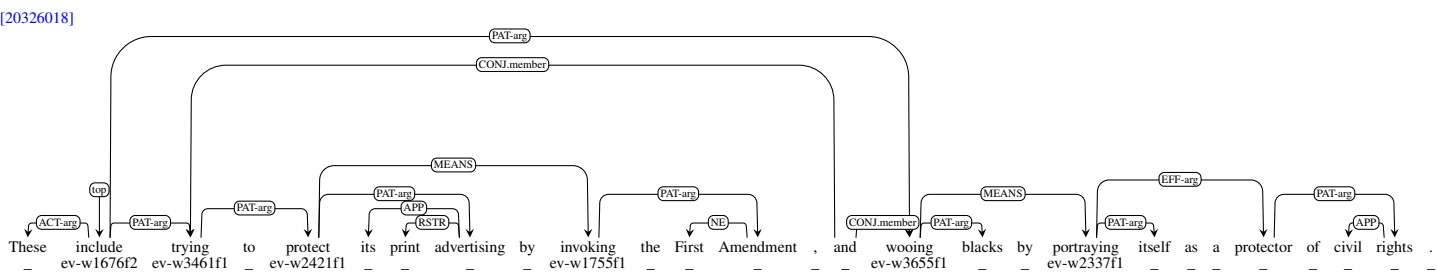 [20326018]
PAT-arg
CONJ.member
MEANS
EFF-arg
top PAT-arg PAT-arg MEANS PAT-arg
ACT-arg PAT-arg PAT-arg APP RSTR NE CONJ.member PAT-arg PAT-arg APP
These include trying to protect its print advertising by invoking the First Amendment , and wooing blacks by portraying itself as a protector of civil rights .
_ ev-w1676f2 ev-w3461f1 _ ev-w2421f1 _ _ _ _ ev-w1755f1 _ _ _ _ _ ev-w3655f1 _ _ ev-w2337f1 _ _ _ _ _ _ _ _